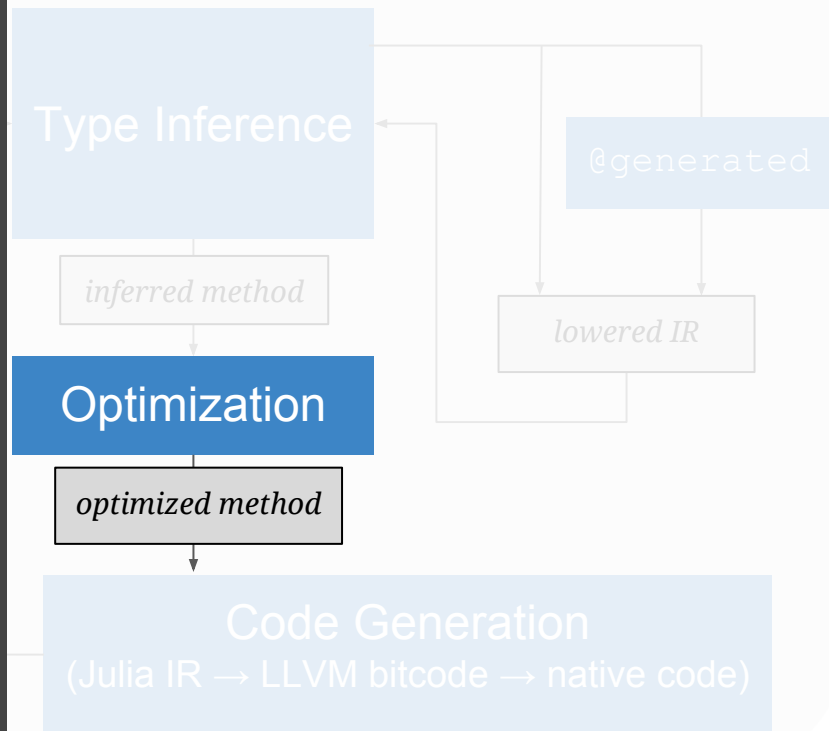 Type Inference
@generated
inferred method
lowered IR
Optimization
optimized method
Code Generation
(Julia IR → LLVM bitcode → native code)